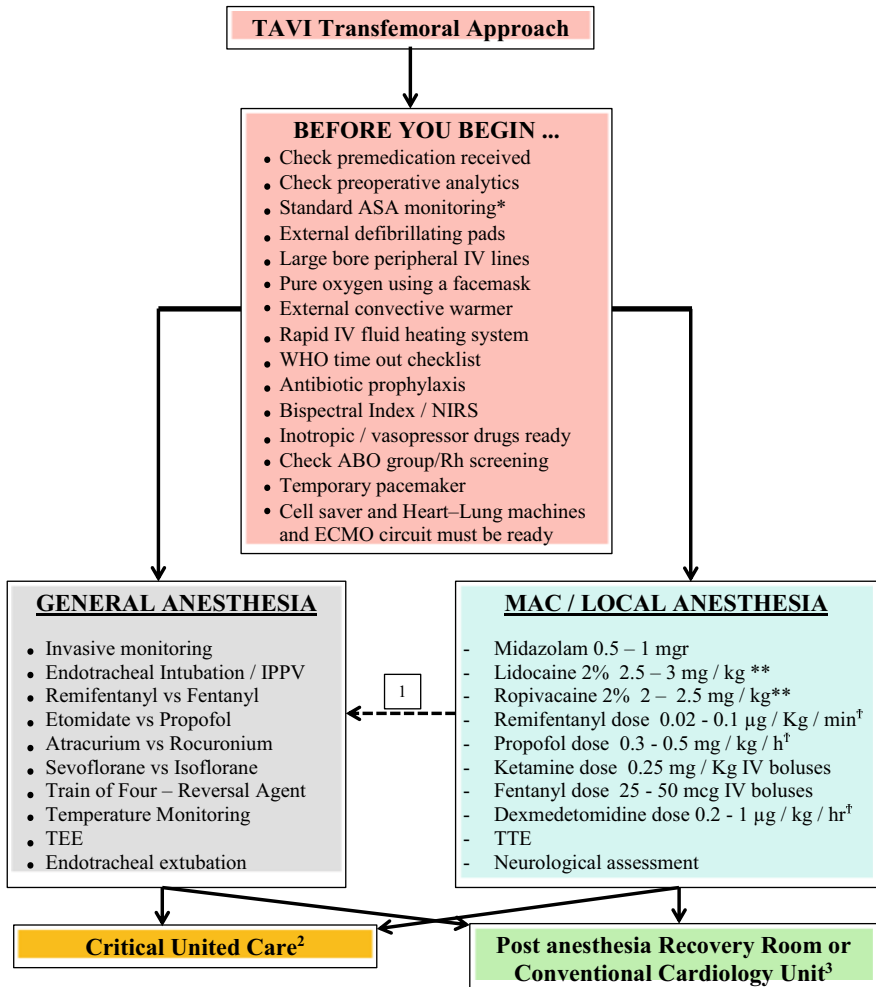 TAVI Transfemoral Approach
BEFORE YOU BEGIN ...
• Check premedication received
• Check preoperative analytics
• Standard ASA monitoring*
• External defibrillating pads
• Large bore peripheral IV lines
• Pure oxygen using a facemask
• External convective warmer
• Rapid IV fluid heating system
• WHO time out checklist
• Antibiotic prophylaxis
• Bispectral Index / NIRS
• Inotropic / vasopressor drugs ready
• Check ABO group/Rh screening
• Temporary pacemaker
• Cell saver and Heart–Lung machines
and ECMO circuit must be ready
GENERAL ANESTHESIA
• Invasive monitoring
• Endotracheal Intubation / IPPV
• Remifentanyl vs Fentanyl
• Etomidate vs Propofol
• Atracurium vs Rocuronium
• Sevoflorane vs Isoflorane
• Train of Four – Reversal Agent
• Temperature Monitoring
• TEE
• Endotracheal extubation
1
MAC / LOCAL ANESTHESIA
- Midazolam 0.5 – 1 mgr
- Lidocaine 2% 2.5 – 3 mg / kg **
- Ropivacaine 2% 2 – 2.5 mg / kg**
- Remifentanyl dose 0.02 - 0.1 µg / Kg / min†
- Propofol dose 0.3 - 0.5 mg / kg / h†
- Ketamine dose 0.25 mg / Kg IV boluses
- Fentanyl dose 25 - 50 mcg IV boluses
- Dexmedetomidine dose 0.2 - 1 µg / kg / hr†
- TTE
- Neurological assessment
Critical United Care²
Post anesthesia Recovery Room or
Conventional Cardiology Unit³